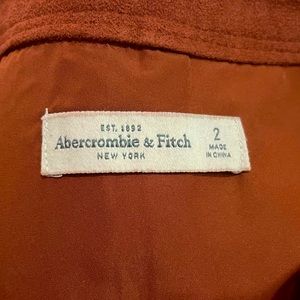 EST. 1892
Abercrombie & Fitch
NEW YORK
2
MADE
IN CHINA